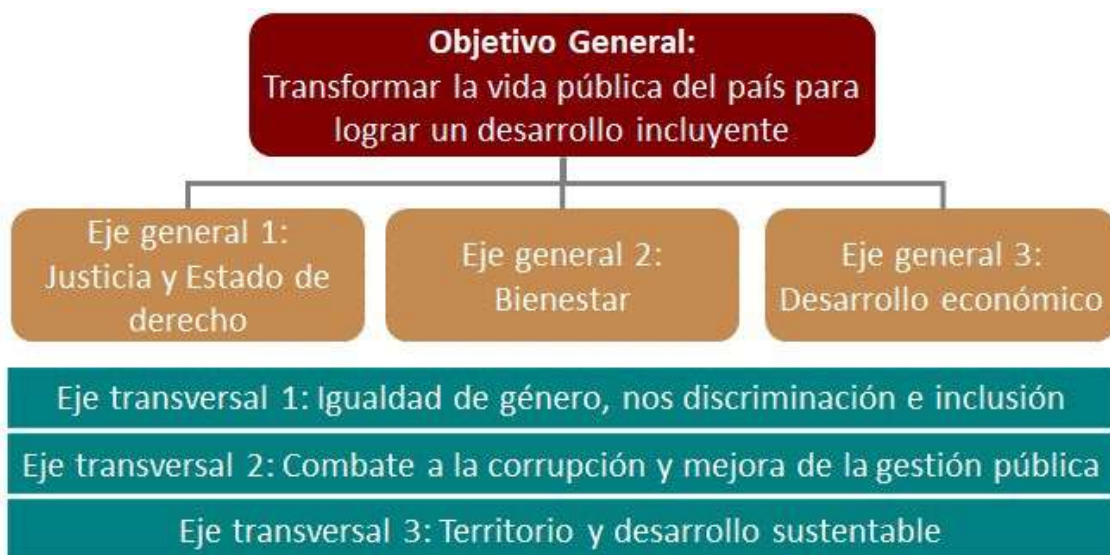 Objetivo General:
Transformar la vida pública del país para
lograr un desarrollo incluyente
Eje general 1:
Justicia y Estado de
derecho
Eje general 2:
Bienestar
Eje general 3:
Desarrollo económico
Eje transversal 1: Igualdad de género, nos discriminación e inclusión
Eje transversal 2: Combate a la corrupción y mejora de la gestión pública
Eje transversal 3: Territorio y desarrollo sustentable